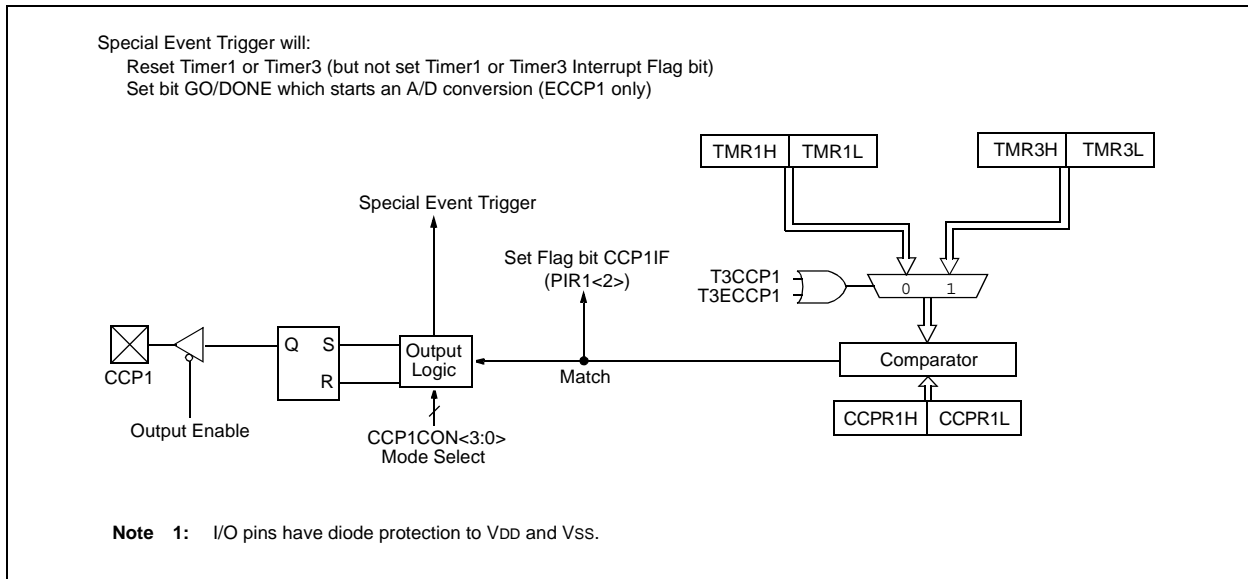 Special Event Trigger will:
Reset Timer1 or Timer3 (but not set Timer1 or Timer3 Interrupt Flag bit)
Set bit GO/DONE which starts an A/D conversion (ECCP1 only)
TMR1H TMR1L
TMR3H TMR3L
Special Event Trigger
Set Flag bit CCP1IF
(PIR1<2>)
T3CCP1
T3ECCP1
0 1
Q S
R
Output
Logic
Comparator
CCP1
Match
Output Enable
CCP1CON<3:0>
Mode Select
CCPR1H CCPR1L
Note 1: I/O pins have diode protection to VDD and VSS.